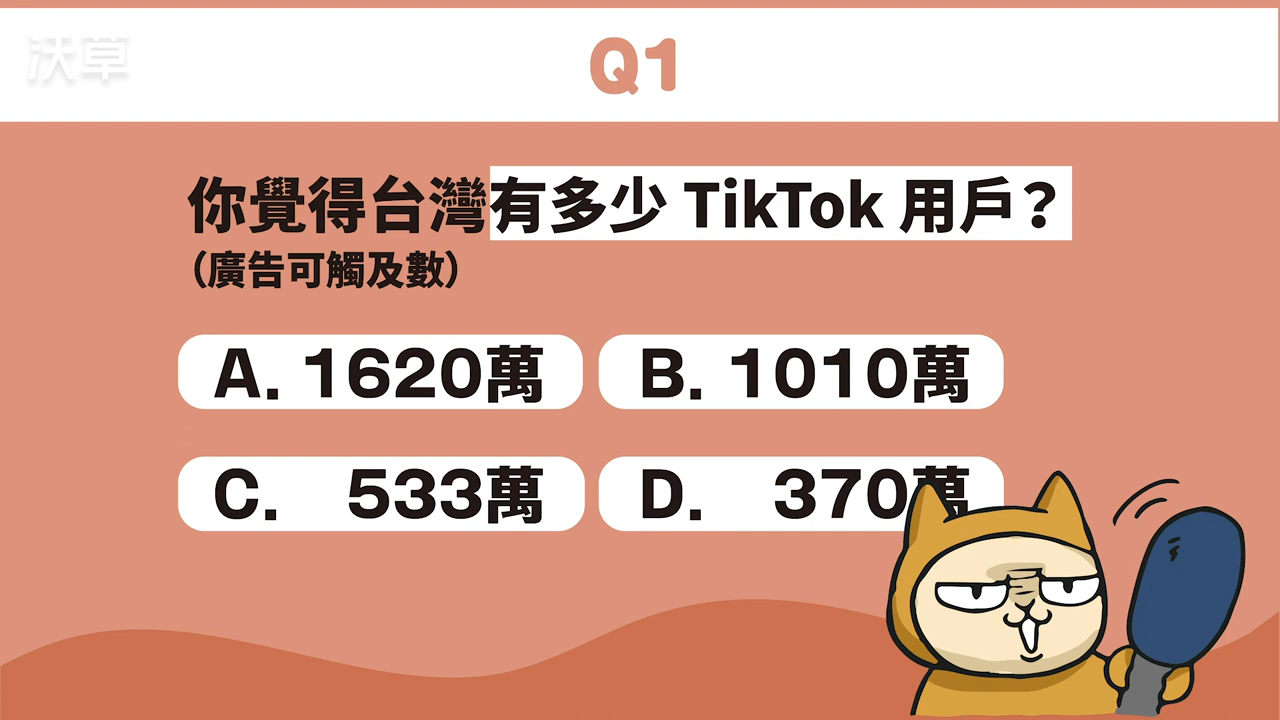 沃草
Q1
你覺得台灣有多少 TikTok 用戶？
（廣告可觸及數）
A. 1620萬
B. 1010萬
C. 533萬
D. 370萬